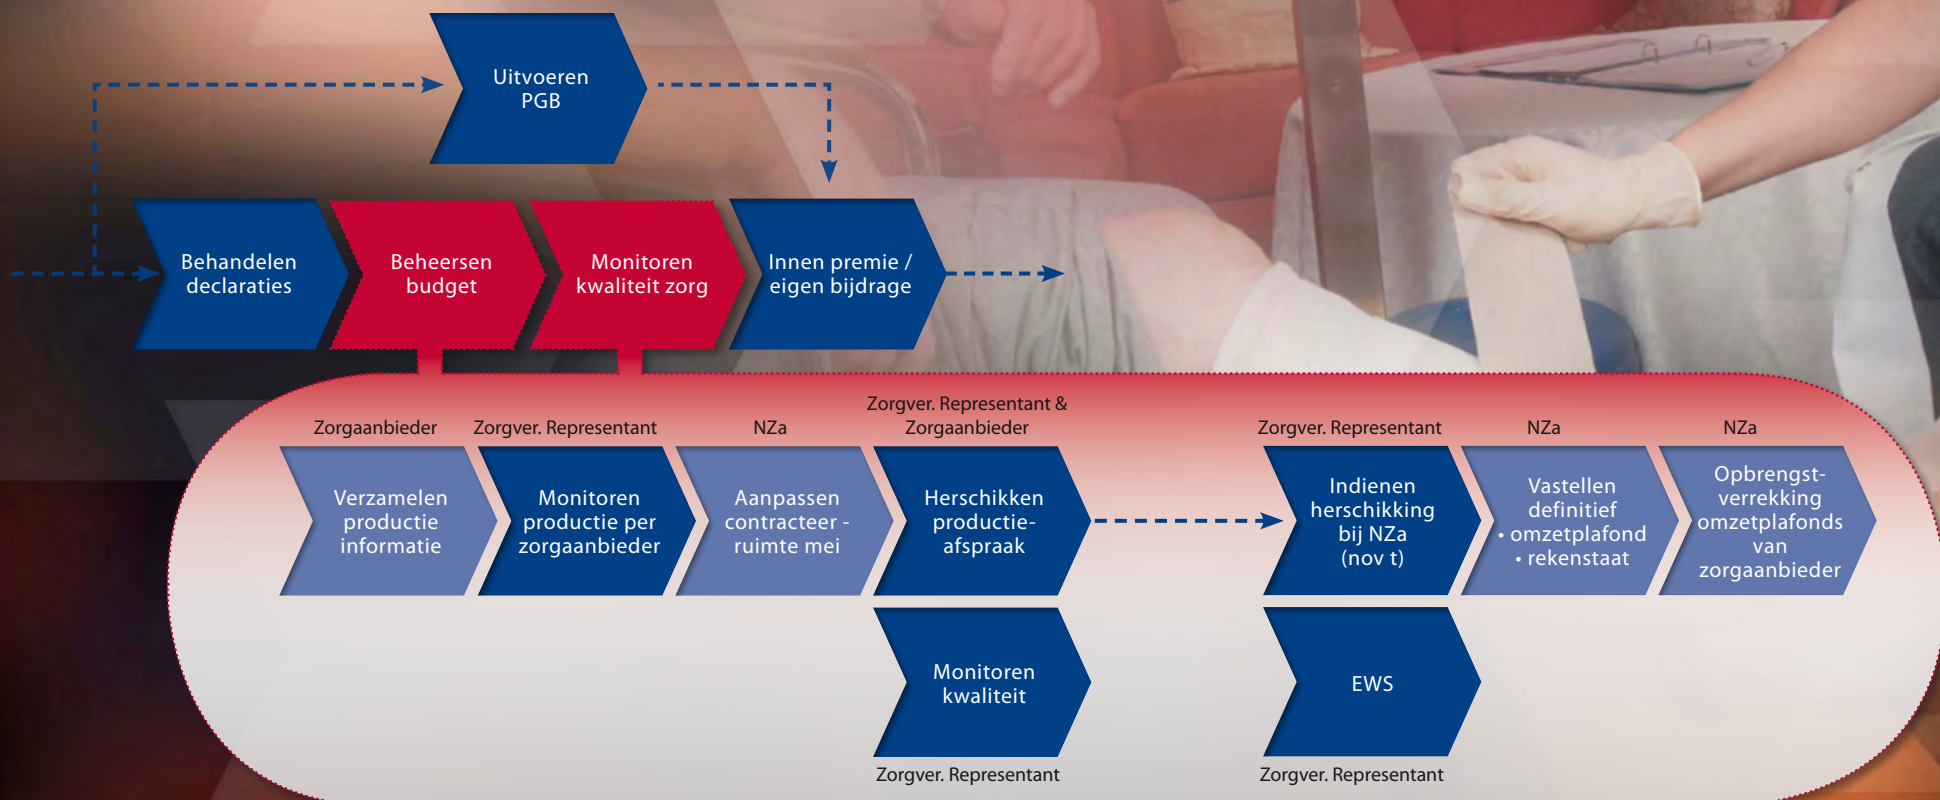 Uitvoeren
PGB
Behandelen
declaraties
Beheersen
budget
Monitoren
kwaliteit zorg
Innen premie /
eigen bijdrage
Zorgaanbieder
Zorgver. Representant
NZa
Zorgver. Representant &
Zorgaanbieder
Zorgver. Representant
NZa
NZa
Verzamelen
productie
informatie
Monitoren
productie per
zorgaanbieder
Aanpassen
contracteer -
ruimte mei
Herschikken
productie-
afspraak
Indienen
herschikking
bij NZa
(nov t)
Vastellen
definitief
• omzetplafond
• rekenstaat
Opbrengst-
verrekking
omzetplafonds
van
zorgaanbieder
Monitoren
kwaliteit
EWS
Zorgver. Representant
Zorgver. Representant